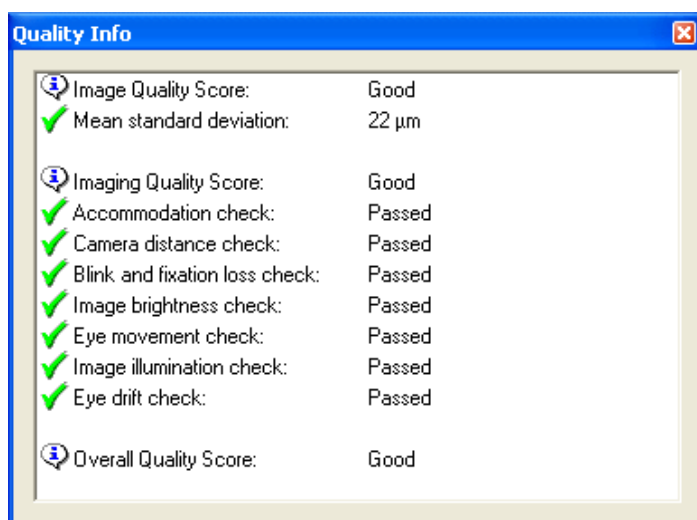 Quality Info
Image Quality Score: Good
Mean standard deviation: 22 µm
Imaging Quality Score: Good
Accommodation check: Passed
Camera distance check: Passed
Blink and fixation loss check: Passed
Image brightness check: Passed
Eye movement check: Passed
Image illumination check: Passed
Eye drift check: Passed
Overall Quality Score: Good